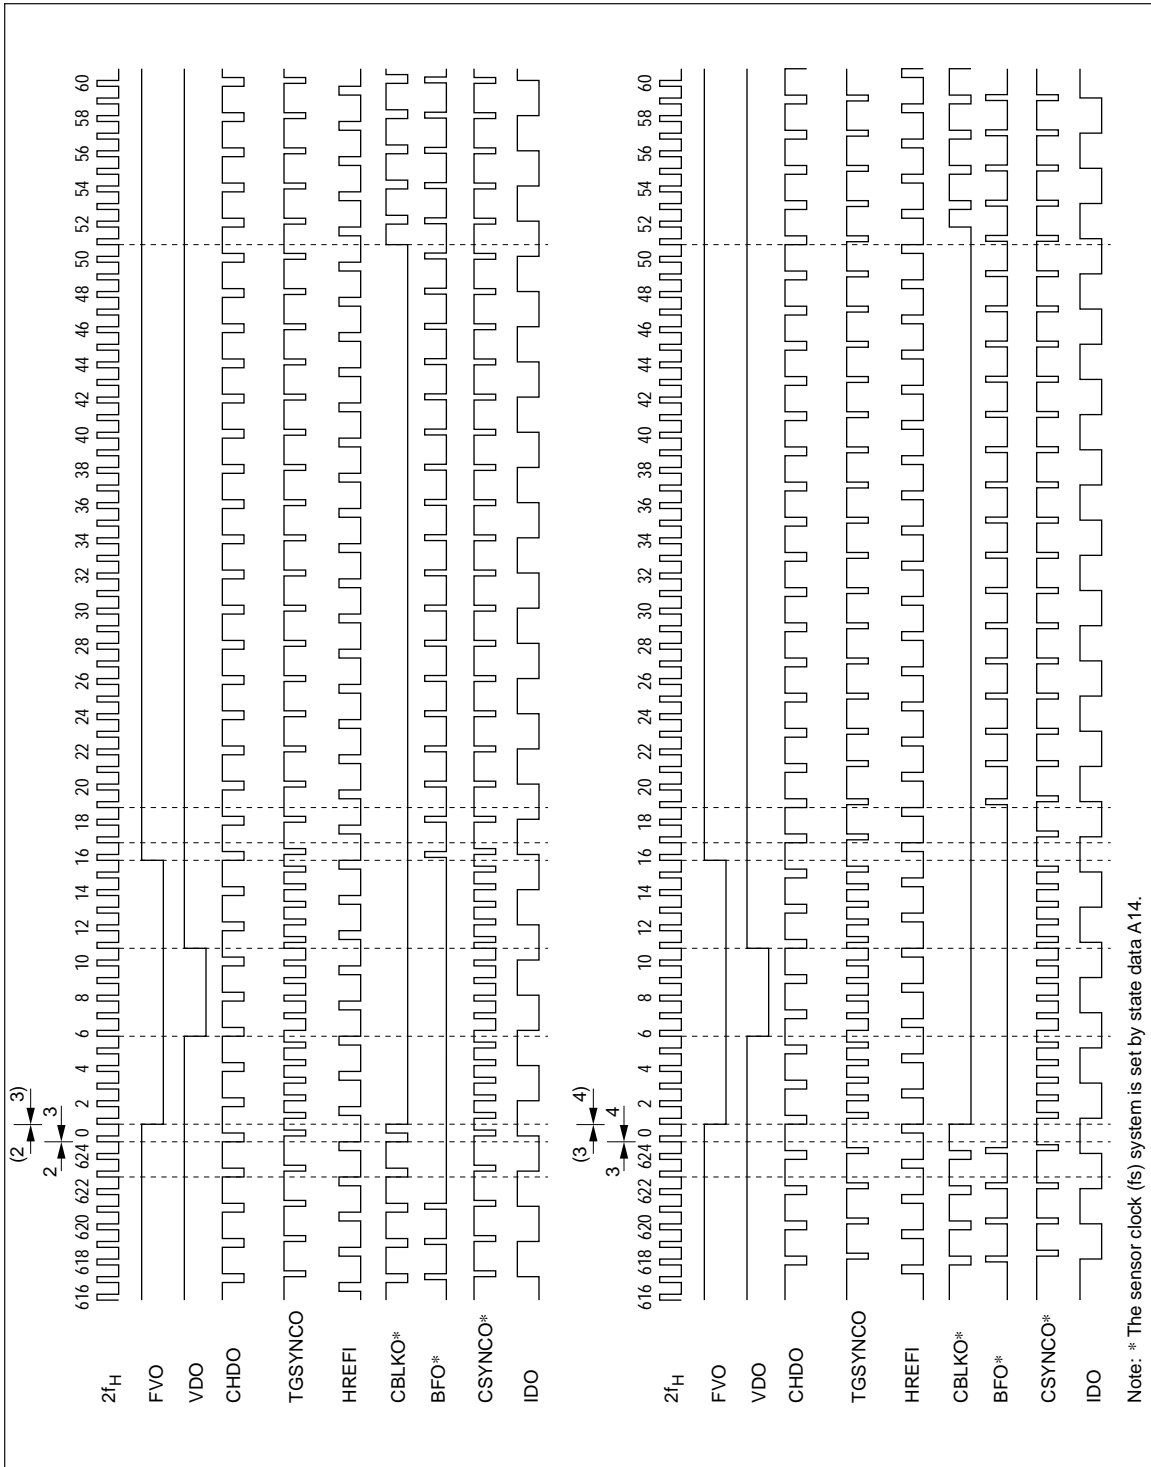 (2 3)
2 3
616 618 620 622 624 0 2 4 6 8 10 12 14 16 18 20 22 24 26 28 30 32 34 36 38 40 42 44 46 48 50 52 54 56 58 60
2fH
FVO
VDO
CHDO
TGSYNCO
HREFI
CBLKO*
BFO*
CSYNCO*
IDO
(3 4)
3 4
616 618 620 622 624 0 2 4 6 8 10 12 14 16 18 20 22 24 26 28 30 32 34 36 38 40 42 44 46 48 50 52 54 56 58 60
2fH
FVO
VDO
CHDO
TGSYNCO
HREFI
CBLKO*
BFO*
CSYNCO*
IDO
Note: * The sensor clock (fs) system is set by state data A14.